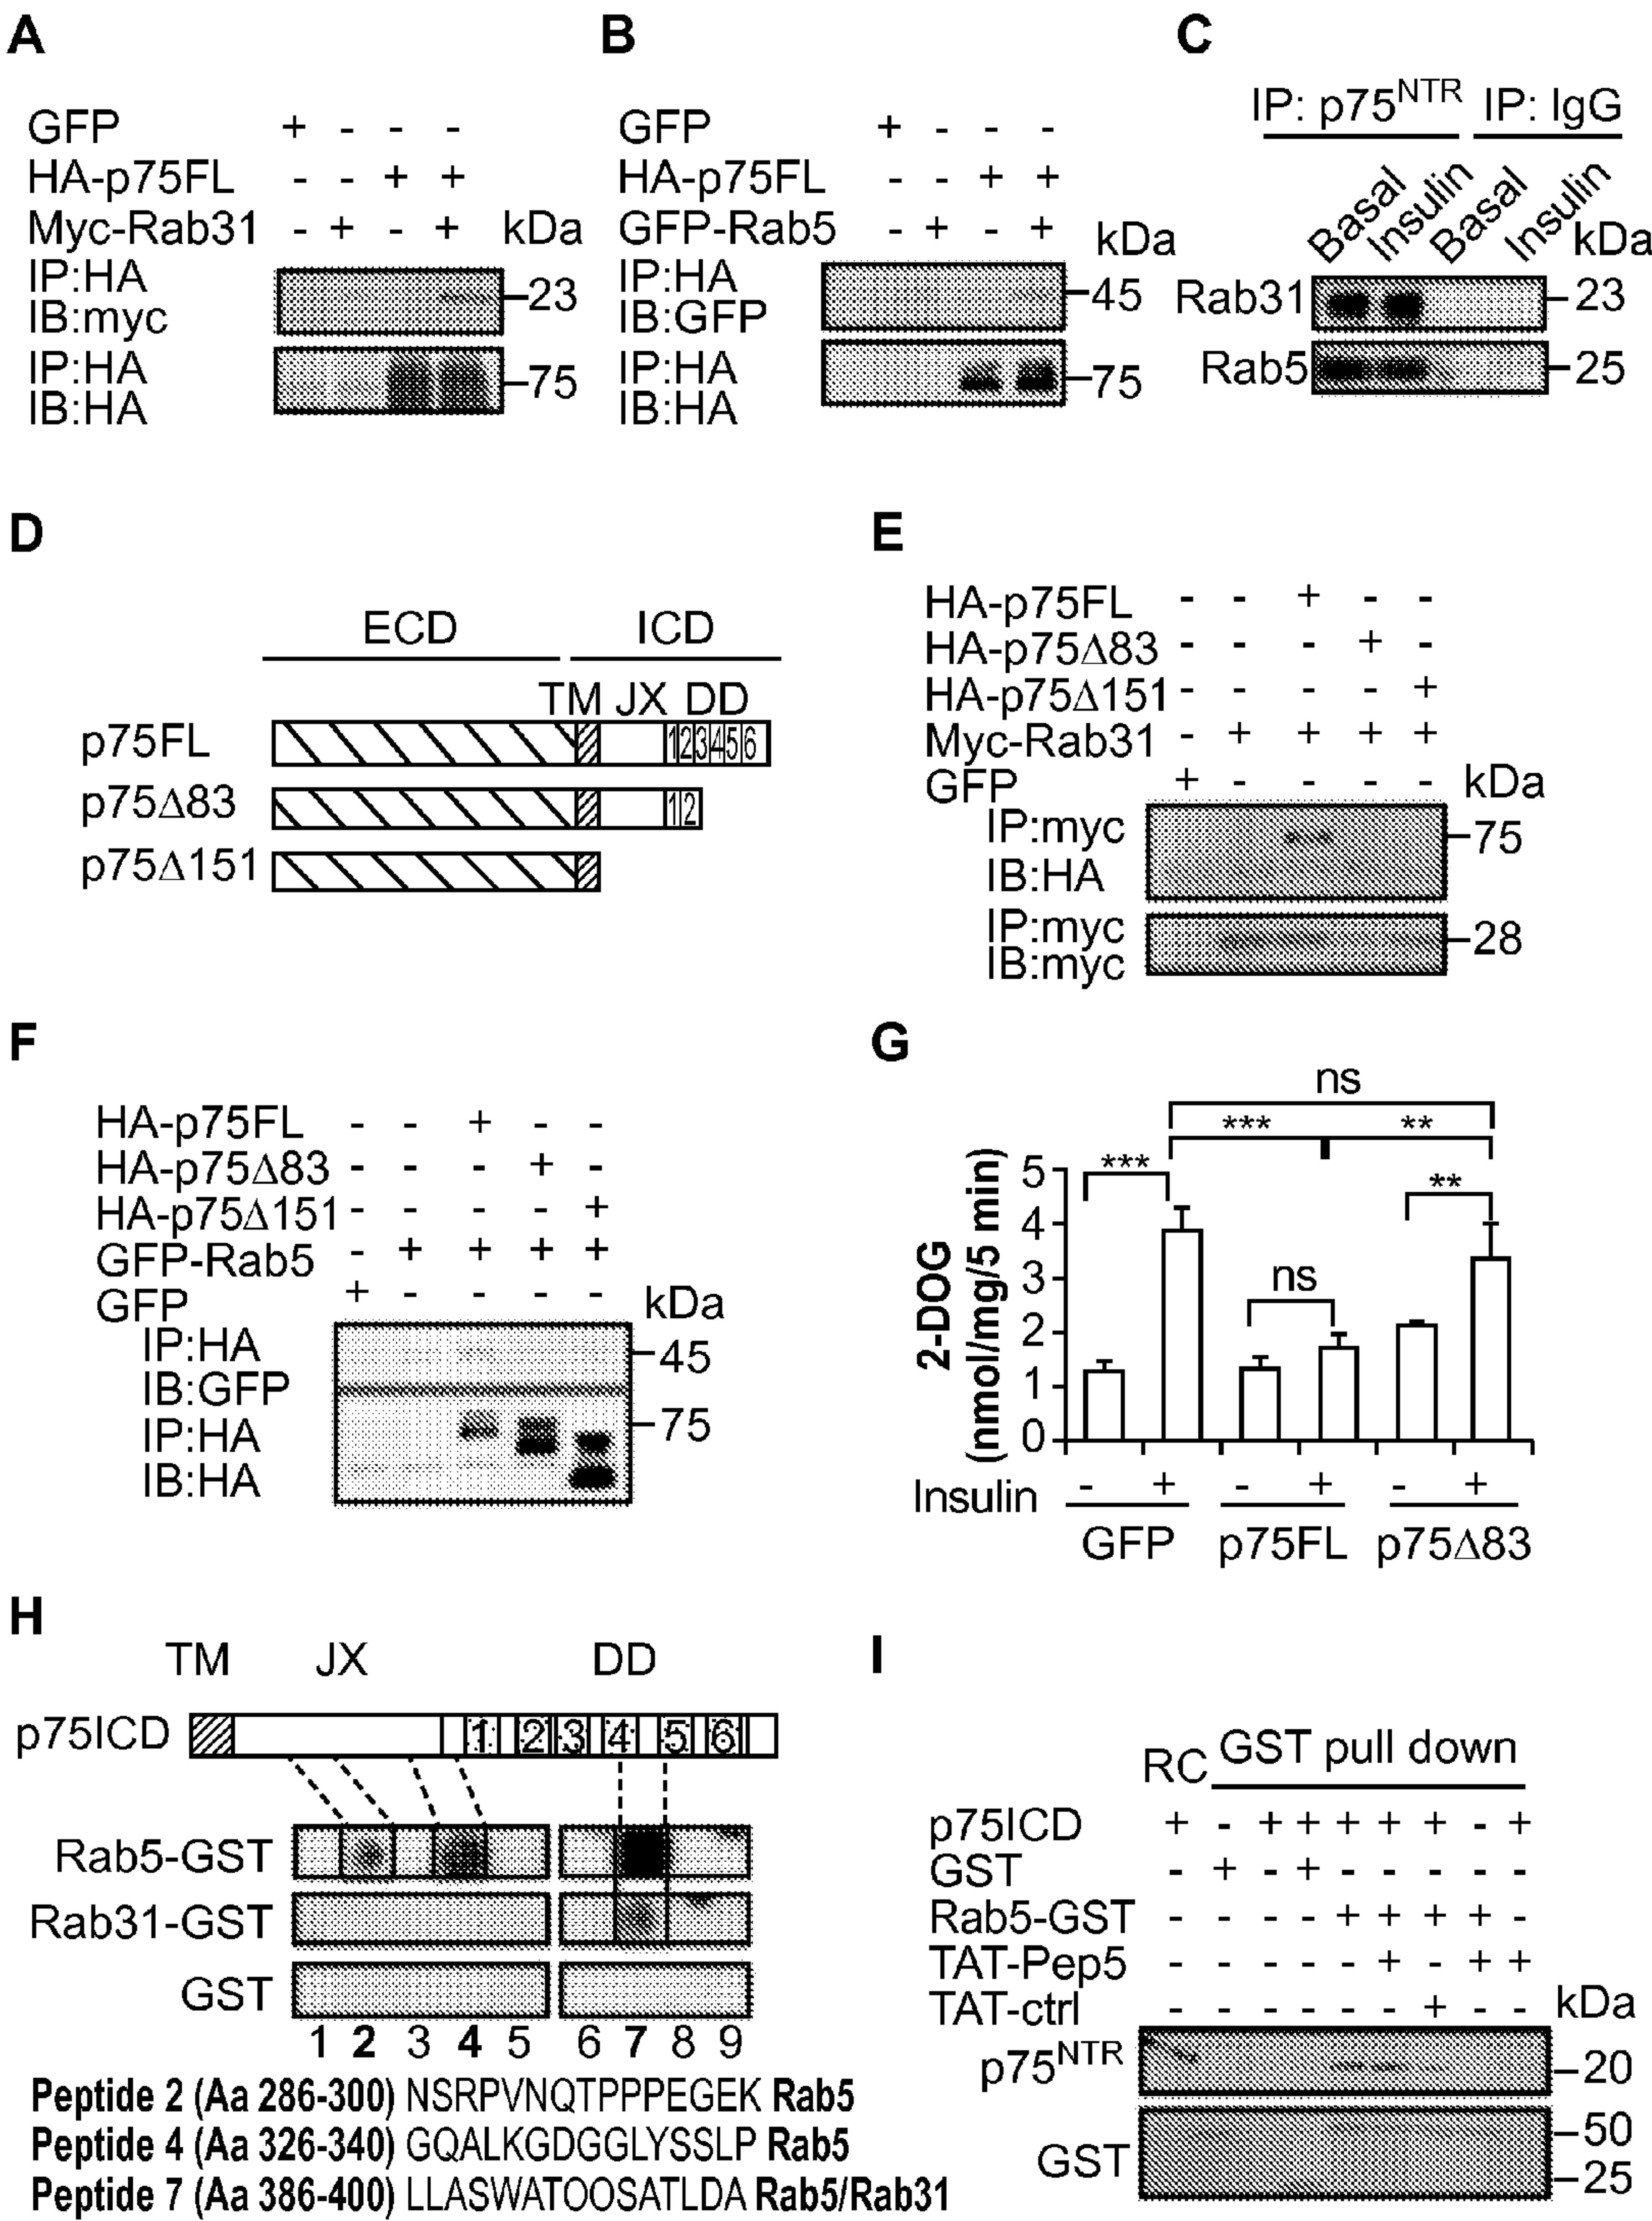 A
GFP + - - -
HA-p75FL - - + +
Myc-Rab31 - + - + kDa
IP:HA
IB:myc
23
IP:HA
IB:HA
75
B
GFP + - - -
HA-p75FL - - + +
GFP-Rab5 - + - + kDa
IP:HA
IB:GFP
45
IP:HA
IB:HA
75
C
IP: p75NTR IP: IgG
Basal Insulin Basal Insulin kDa
Rab31 23
Rab5 25
D
ECD ICD
TM JX DD
p75FL 1 2 3 4 5 6
p75Δ83 1 2
p75Δ151
E
HA-p75FL - - + - -
HA-p75Δ83 - - - + -
HA-p75Δ151 - - - - +
Myc-Rab31 - + + + +
GFP + - - - - kDa
IP:myc
IB:HA
75
IP:myc
IB:myc
28
F
HA-p75FL - - + - -
HA-p75Δ83 - - - + -
HA-p75Δ151 - - - - +
GFP-Rab5 - + + + +
GFP + - - - - kDa
IP:HA
IB:GFP
45
IP:HA
IB:HA
75
G
ns
*** **
*** ns **
2-DOG
(nmol/mg/5 min)
5
4
3
2
1
0
Insulin - + - + - +
GFP p75FL p75Δ83
H
TM JX DD
p75ICD 1 2 3 4 5 6
Rab5-GST
Rab31-GST
GST
1 2 3 4 5 6 7 8 9
Peptide 2 (Aa 286-300) NSRPVNQTPPPEGEK Rab5
Peptide 4 (Aa 326-340) GQALKGDGGLYSSLP Rab5
Peptide 7 (Aa 386-400) LLASWATOOSATLDA Rab5/Rab31
I
RC GST pull down
p75ICD + - + + + + + - +
GST - + - + - - - - -
Rab5-GST - - - - + + + + -
TAT-Pep5 - - - - - + - + +
TAT-ctrl - - - - - - + - - kDa
p75NTR 20
GST
50
25